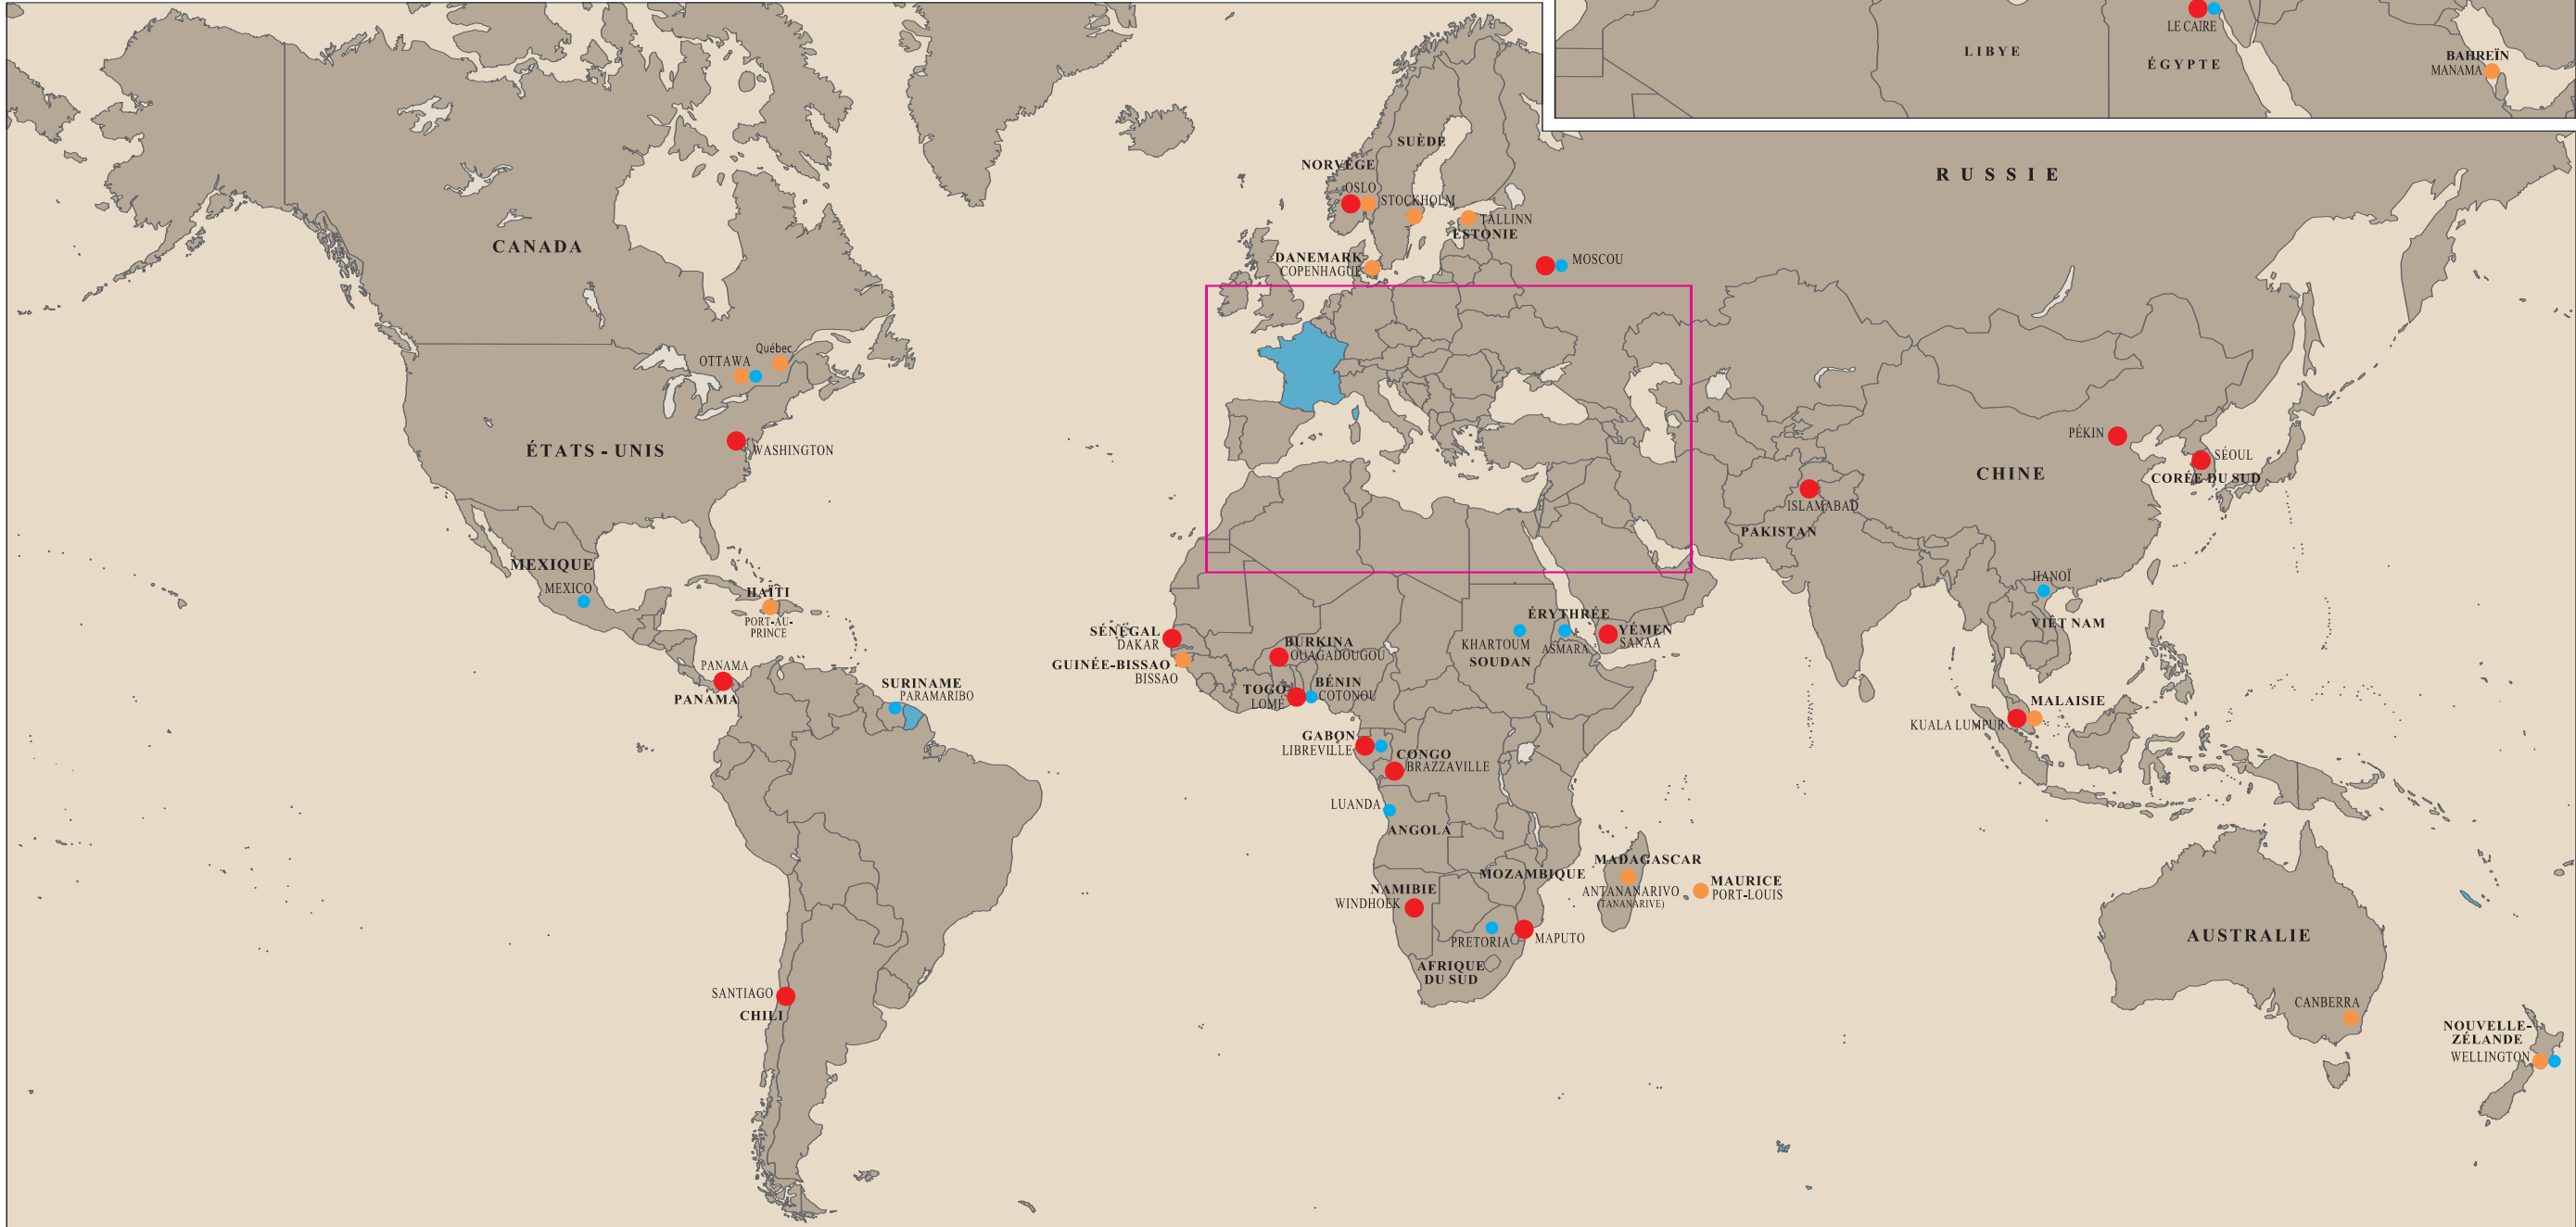 LE CAIRE
LIBYE
ÉGYPTE
BAHREÏN
MANAMA
SUÈDE
NORVÈGE
OSLO
STOCKHOLM
TALLINN
ESTONIE
RUSSIE
DANEMARK
COPENHAGUE
MOSCOU
CANADA
Québec
OTTAWA
ÉTATS-UNIS
WASHINGTON
PÉKIN
SÉOUL
CORÉE DU SUD
CHINE
ISLAMABAD
PAKISTAN
MEXIQUE
MEXICO
HAÏTI
PORT-AU-
PRINCE
HANOÏ
VIÊT NAM
SÉNÉGAL
DAKAR
GUINÉE-BISSAO
BISSAO
BURKINA
OUAGADOUGOU
ÉRYTHRÉE
KHARTOUM
ASMARA
SOUDAN
YÉMEN
SANAA
PANAMA
PANAMA
SURINAME
PARAMARIBO
TOGO
LOMÉ
BÉNIN
COTONOU
MALAISIE
KUALA LUMPUR
GABON
LIBREVILLE
CONGO
BRAZZAVILLE
LUANDA
ANGOLA
MADAGASCAR
ANTANANARIVO
(TANANARIVE)
MAURICE
PORT-LOUIS
MOZAMBIQUE
NAMIBIE
WINDHOEK
PRETORIA
MAPUTO
AFRIQUE
DU SUD
AUSTRALIE
CANBERRA
SANTIAGO
CHILI
NOUVELLE-
ZÉLANDE
WELLINGTON